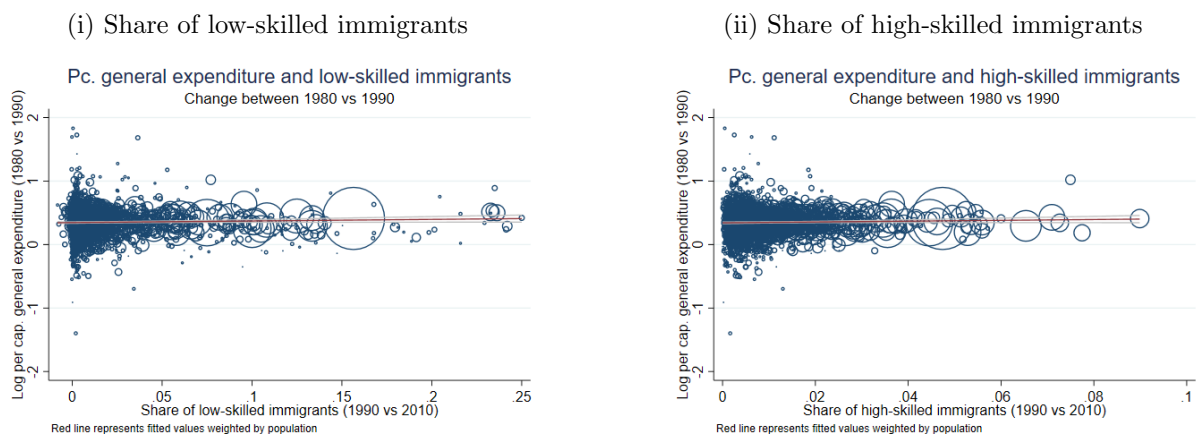 (i) Share of low-skilled immigrants
Pc. general expenditure and low-skilled immigrants
Change between 1980 vs 1990
Log per cap. general expenditure (1980 vs 1990)
2
1
0
-1
-2
0
.05
.1
.15
.2
.25
Share of low-skilled immigrants (1990 vs 2010)
Red line represents fitted values weighted by population
(ii) Share of high-skilled immigrants
Pc. general expenditure and high-skilled immigrants
Change between 1980 vs 1990
Log per cap. general expenditure (1980 vs 1990)
2
1
0
-1
-2
0
.02
.04
.06
.08
.1
Share of high-skilled immigrants (1990 vs 2010)
Red line represents fitted values weighted by population